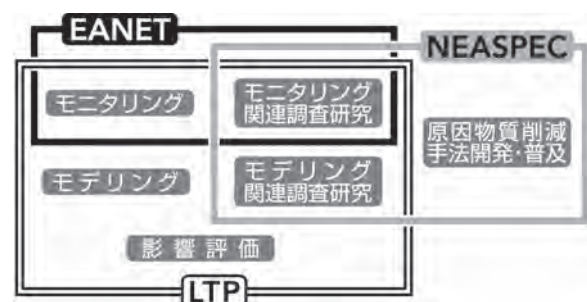 EANET
NEASPEC
モニタリング
モニタリング
関連調査研究
原因物質削減
手法開発・普及
モデリング
モデリング
関連調査研究
影響評価
LTP